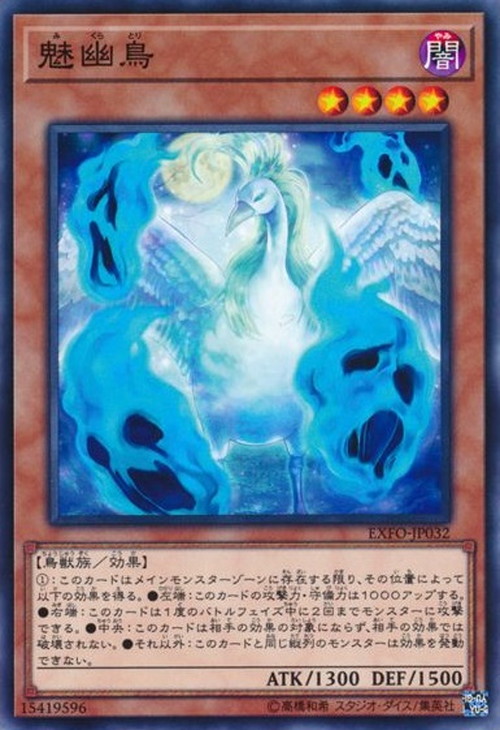 魅幽鳥
み くら とり
闇
やみ
EXFO-JP032
【鳥獣族／効果】
①：このカードはメインモンスターゾーンに存在する限り、その位置によって
以下の効果を得る。●左端：このカードの攻撃力・守備力は１０００アップする。
●右端：このカードは１度のバトルフェイズ中に２回までモンスターに攻撃
できる。●中央：このカードは相手の効果の対象にならず、相手の効果では
破壊されない。●それ以外：このカードと同じ縦列のモンスターは効果を発動
できない。
ATK/1300 DEF/1500
15419596
©高橋和希 スタジオ・ダイス/集英社